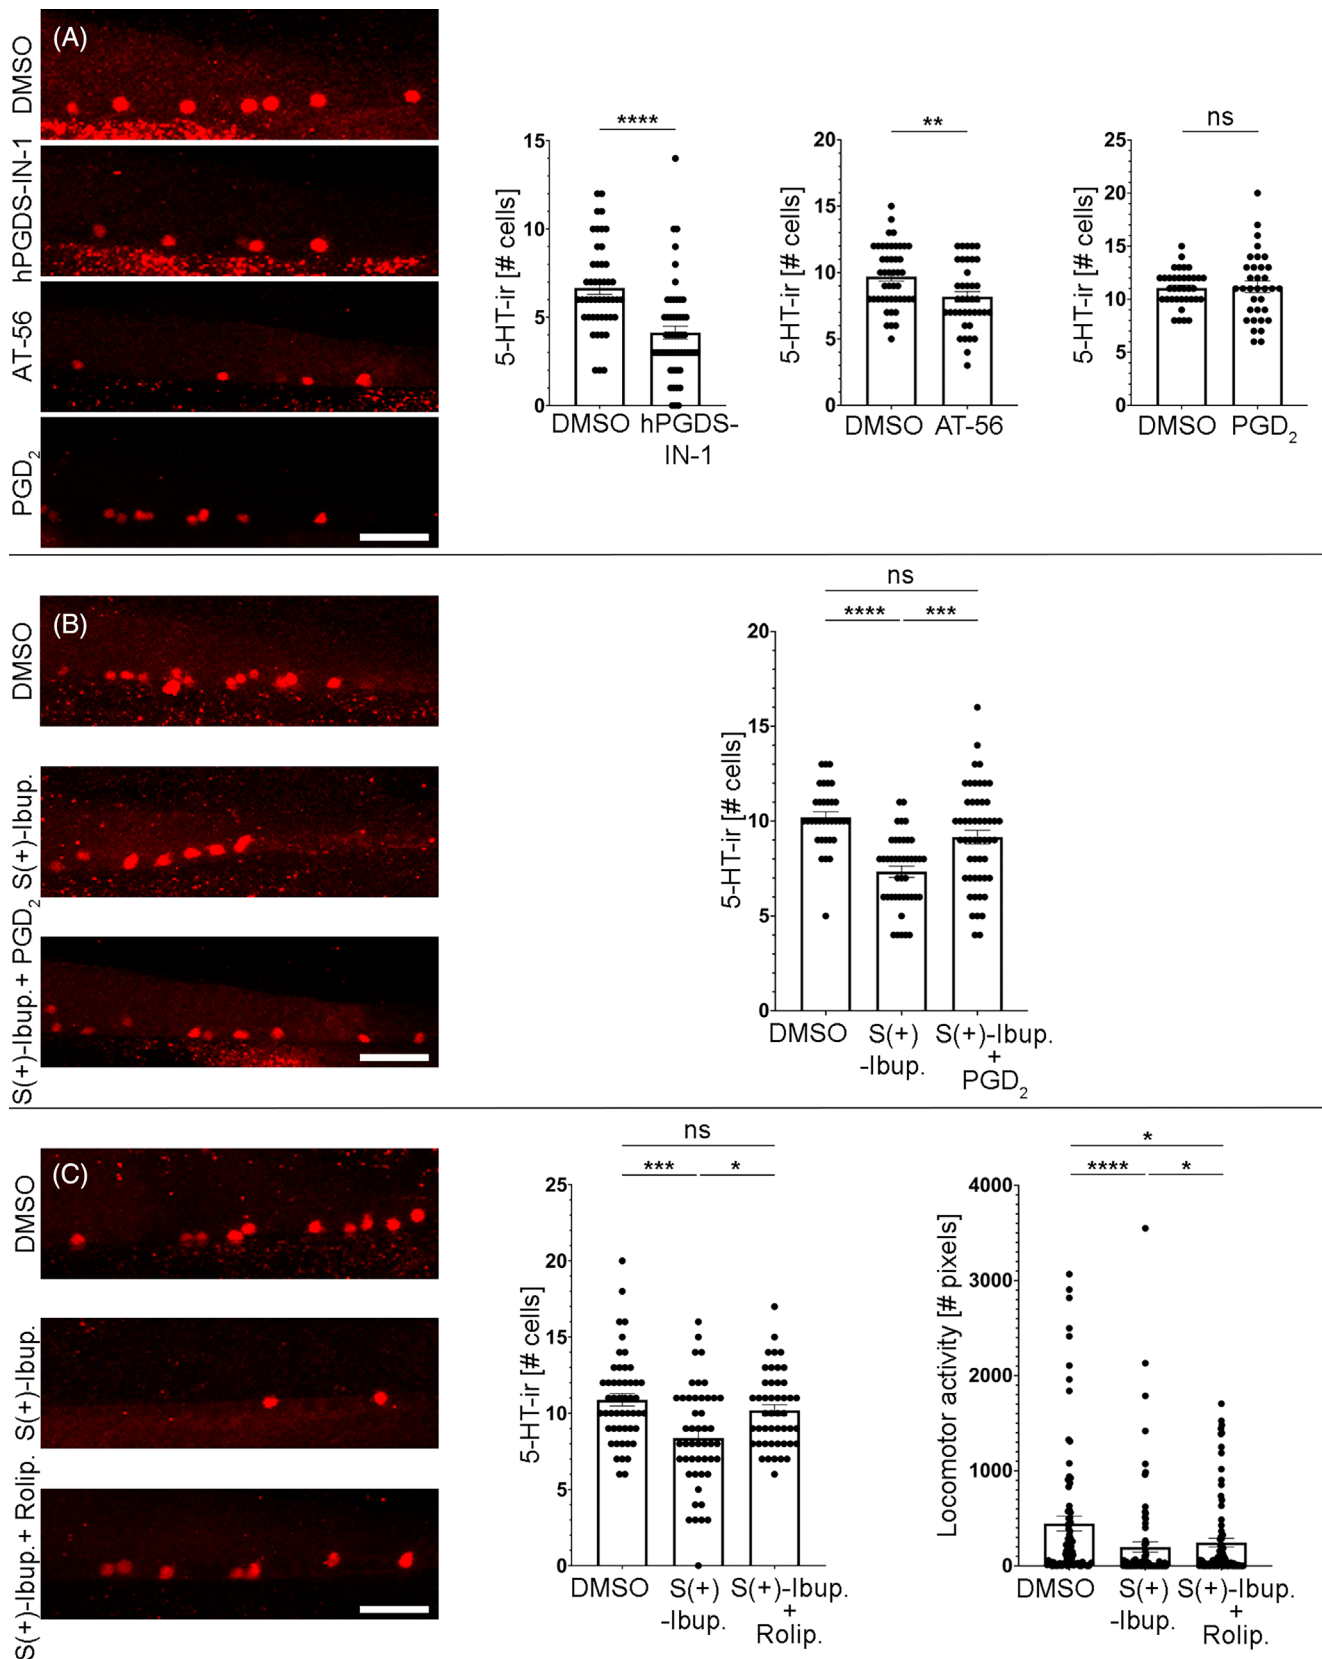 (A)
DMSO
hPGDS-IN-1
AT-56
PGD2
5-HT-ir [# cells]
15
10
5
0
****
DMSO
hPGDS-
IN-1
5-HT-ir [# cells]
20
15
10
5
0
**
DMSO
AT-56
5-HT-ir [# cells]
25
20
15
10
5
0
ns
DMSO
PGD2
(B)
DMSO
S(+)-Ibup.
S(+)-Ibup.+ PGD2
5-HT-ir [# cells]
20
15
10
5
0
ns
**** ***
DMSO
S(+)
-Ibup.
S(+)-Ibup.
+
PGD2
(C)
DMSO
S(+)-Ibup.
S(+)-Ibup.+ Rolip.
5-HT-ir [# cells]
25
20
15
10
5
0
ns
*** *
DMSO
S(+)
-Ibup.
S(+)-Ibup.
+
Rolip.
Locomotor activity [# pixels]
4000
3000
2000
1000
0
*
**** *
DMSO
S(+)
-Ibup.
S(+)-Ibup.
+
Rolip.